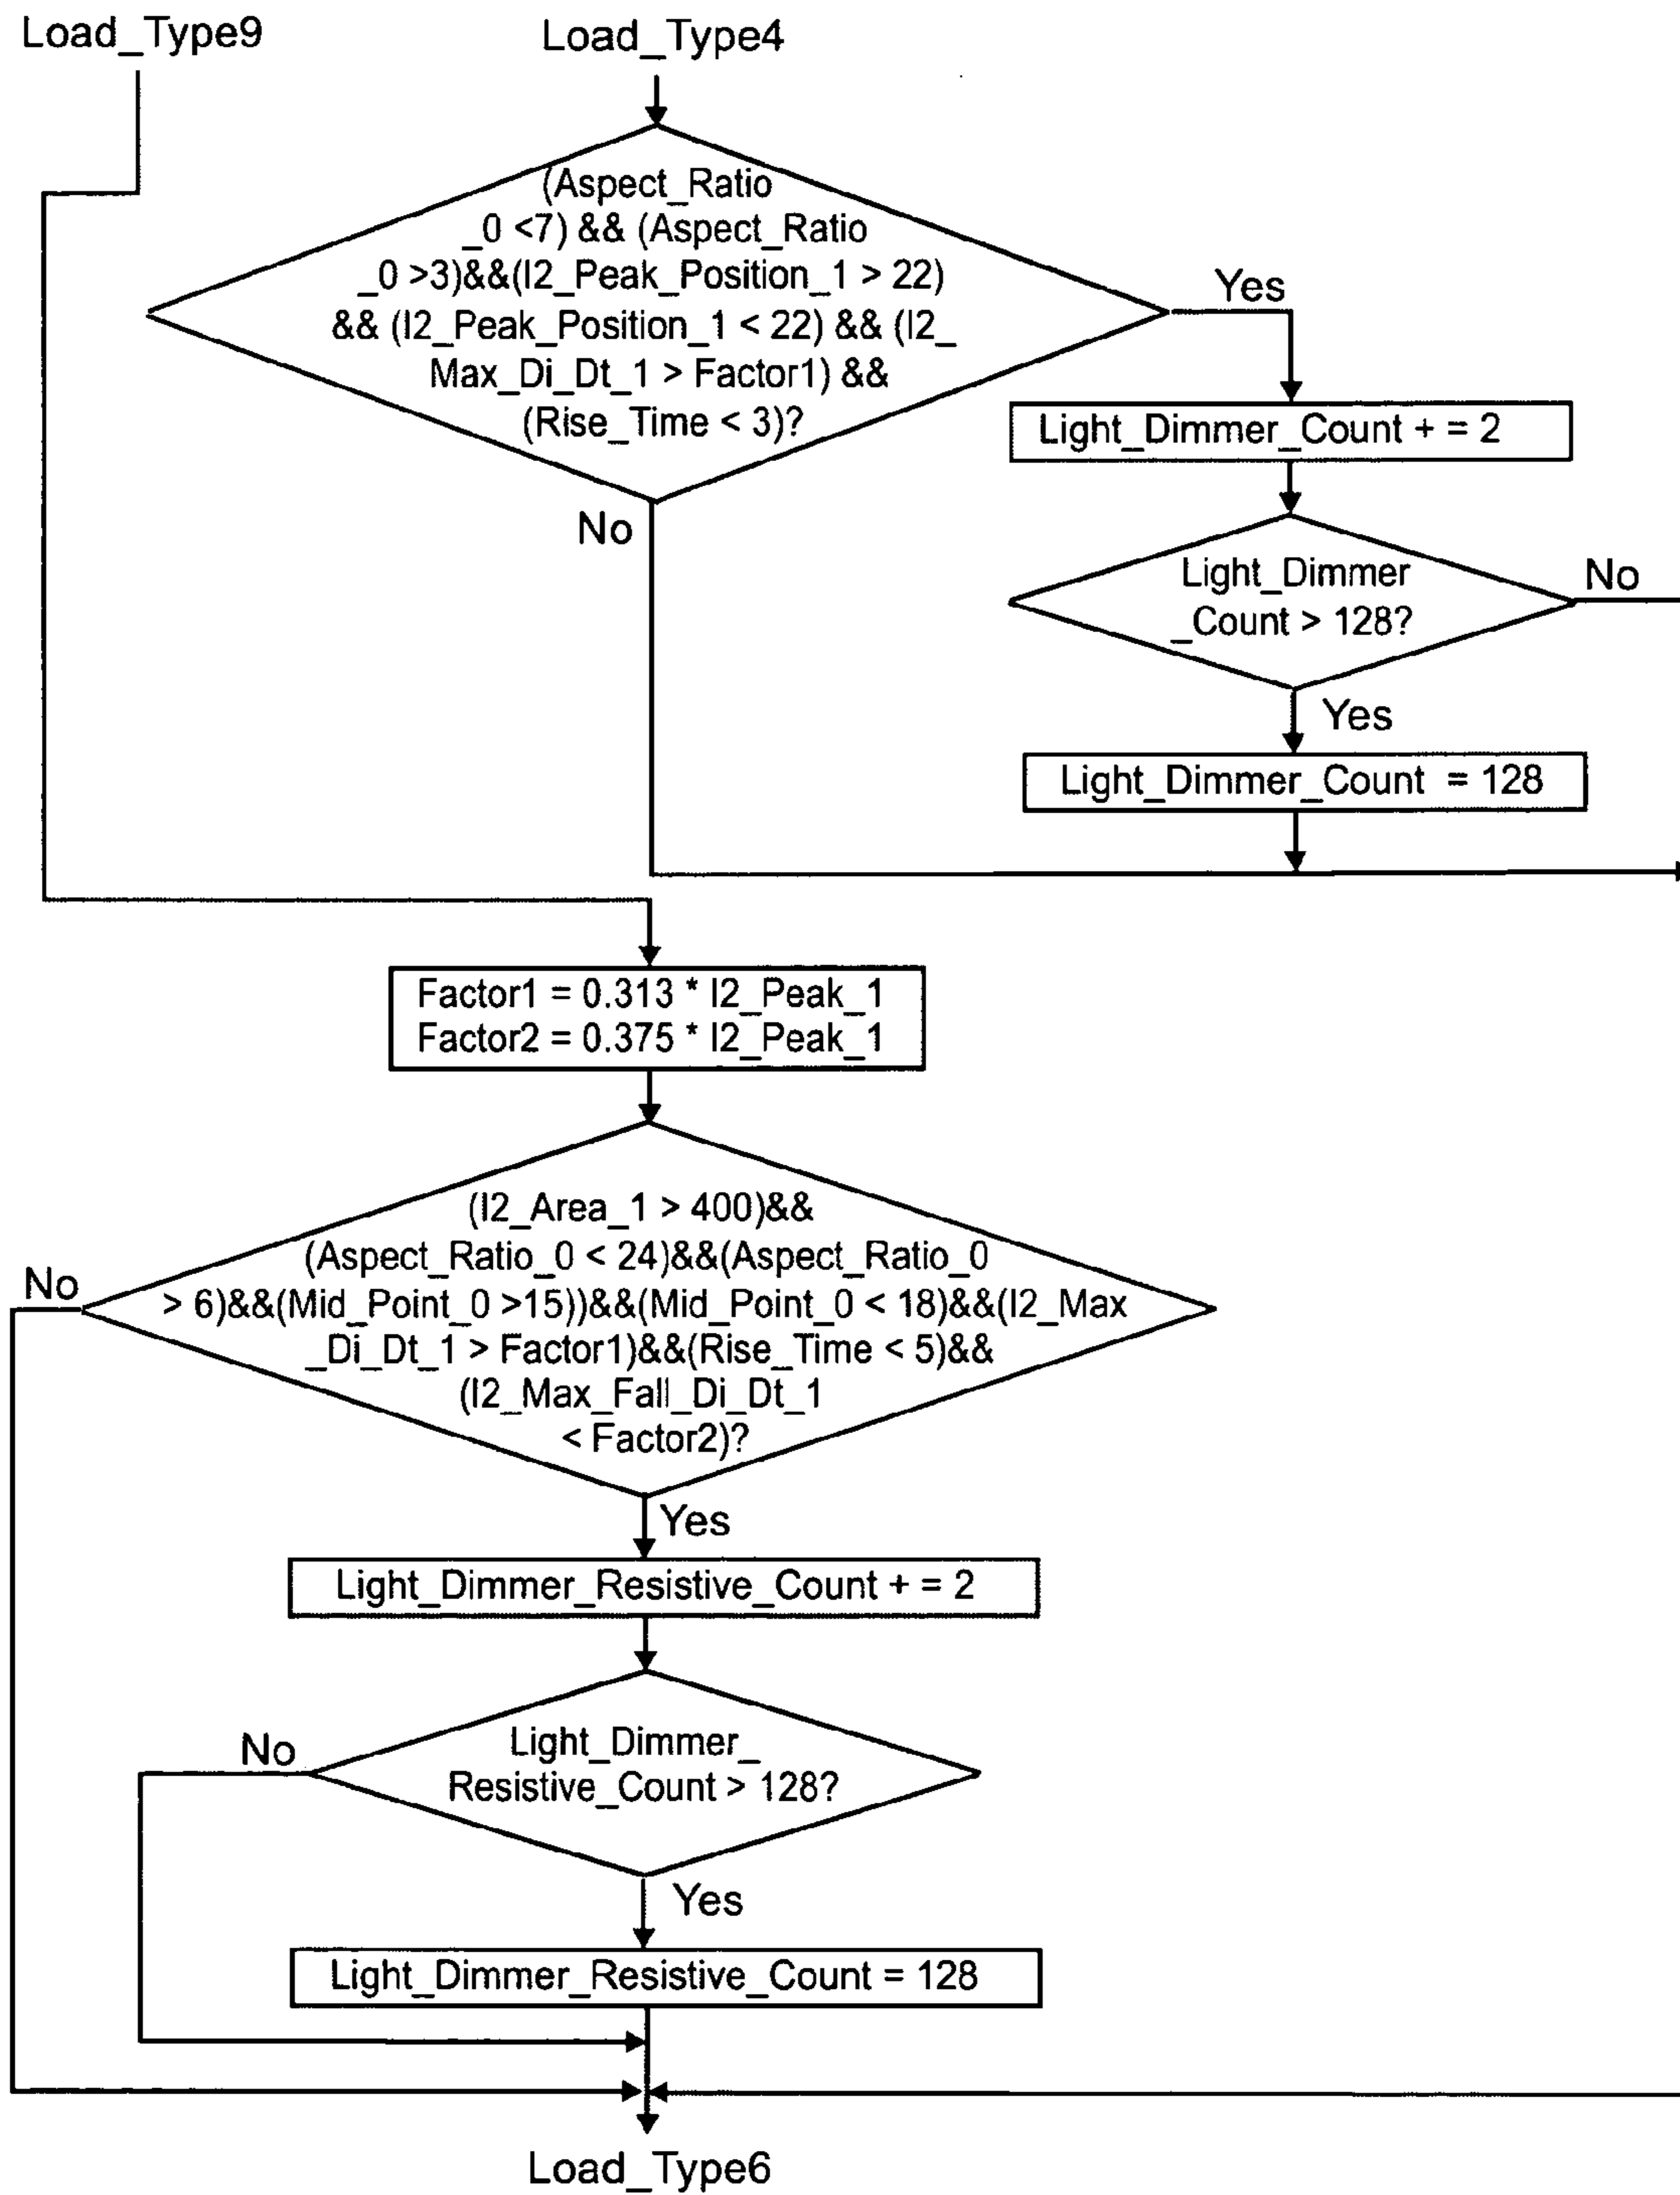 Load_Type9
Load_Type4
(Aspect_Ratio
_0 <7) && (Aspect_Ratio
_0 >3)&&(I2_Peak_Position_1 > 22)
&& (I2_Peak_Position_1 < 22) && (I2_
Max_Di_Dt_1 > Factor1) &&
(Rise_Time < 3)?
Yes
No
Light_Dimmer_Count + = 2
Light_Dimmer
_Count > 128?
No
Yes
Light_Dimmer_Count = 128
Factor1 = 0.313 * I2_Peak_1
Factor2 = 0.375 * I2_Peak_1
(I2_Area_1 > 400)&&
(Aspect_Ratio_0 < 24)&&(Aspect_Ratio_0
> 6)&&(Mid_Point_0 >15))&&(Mid_Point_0 < 18)&&(I2_Max
_Di_Dt_1 > Factor1)&&(Rise_Time < 5)&&
(I2_Max_Fall_Di_Dt_1
< Factor2)?
No
Yes
Light_Dimmer_Resistive_Count + = 2
Light_Dimmer_
Resistive_Count > 128?
No
Yes
Light_Dimmer_Resistive_Count = 128
Load_Type6